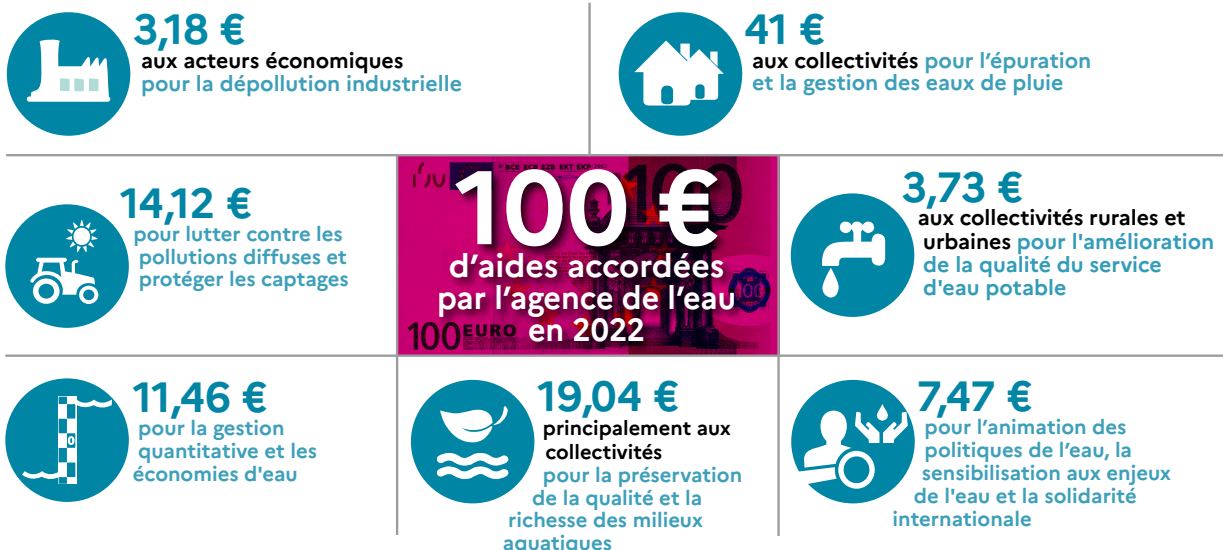 3,18 €
aux acteurs économiques
pour la dépollution industrielle
41 €
aux collectivités pour l'épuration
et la gestion des eaux de pluie
14,12 €
pour lutter contre les
pollutions diffuses et
protéger les captages
100 €
d'aides accordées
par l'agence de l'eau
en 2022
100 EURO
3,73 €
aux collectivités rurales et
urbaines pour l'amélioration
de la qualité du service
d'eau potable
11,46 €
pour la gestion
quantitative et les
économies d'eau
19,04 €
principalement aux
collectivités
pour la préservation
de la qualité et la
richesse des milieux
aquatiques
7,47 €
pour l'animation des
politiques de l'eau, la
sensibilisation aux enjeux
de l'eau et la solidarité
internationale